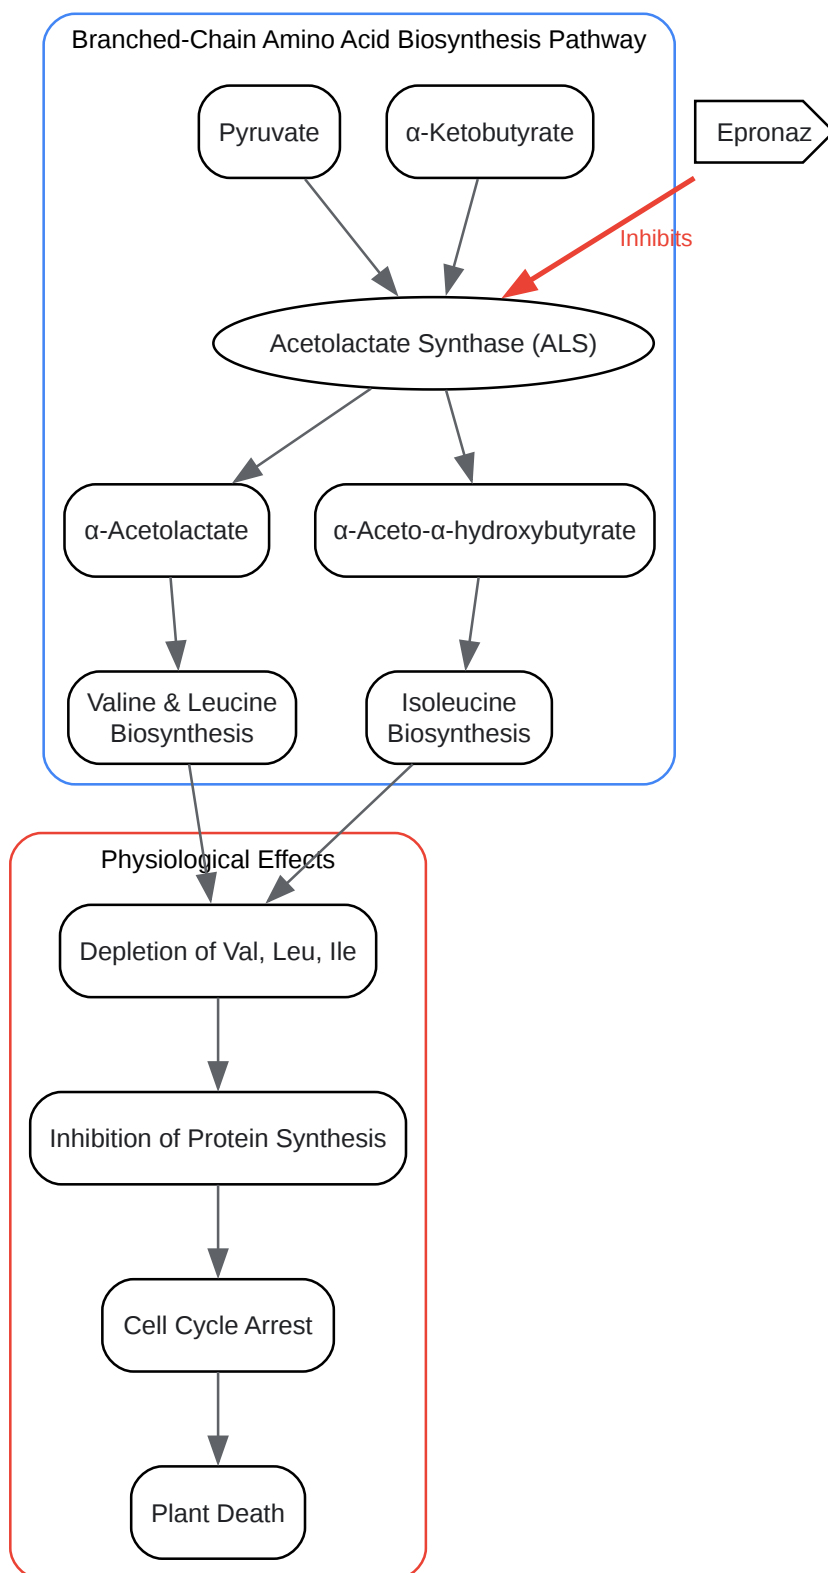 Branched-Chain Amino Acid Biosynthesis Pathway
Pyruvate
α-Ketobutyrate
Epronaz
Inhibits
Acetolactate Synthase (ALS)
α-Acetolactate
α-Aceto-α-hydroxybutyrate
Valine & Leucine
Biosynthesis
Isoleucine
Biosynthesis
Physiological Effects
Depletion of Val, Leu, Ile
Inhibition of Protein Synthesis
Cell Cycle Arrest
Plant Death